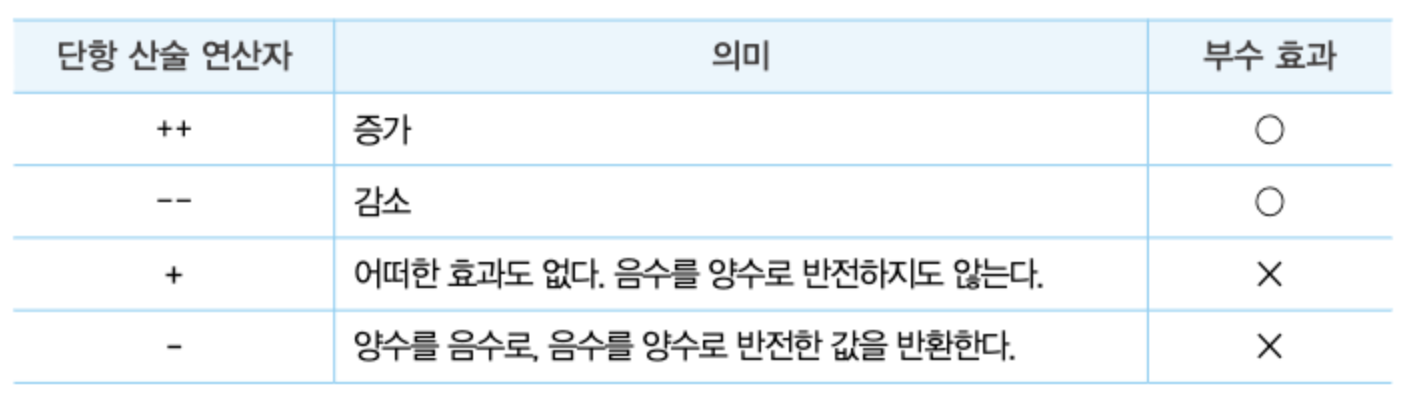 단항 산술 연산자 의미 부수 효과
++ 증가 ○
-- 감소 ○
+ 어떠한 효과도 없다. 음수를 양수로 반전하지도 않는다. ×
- 양수를 음수로, 음수를 양수로 반전한 값을 반환한다. ×